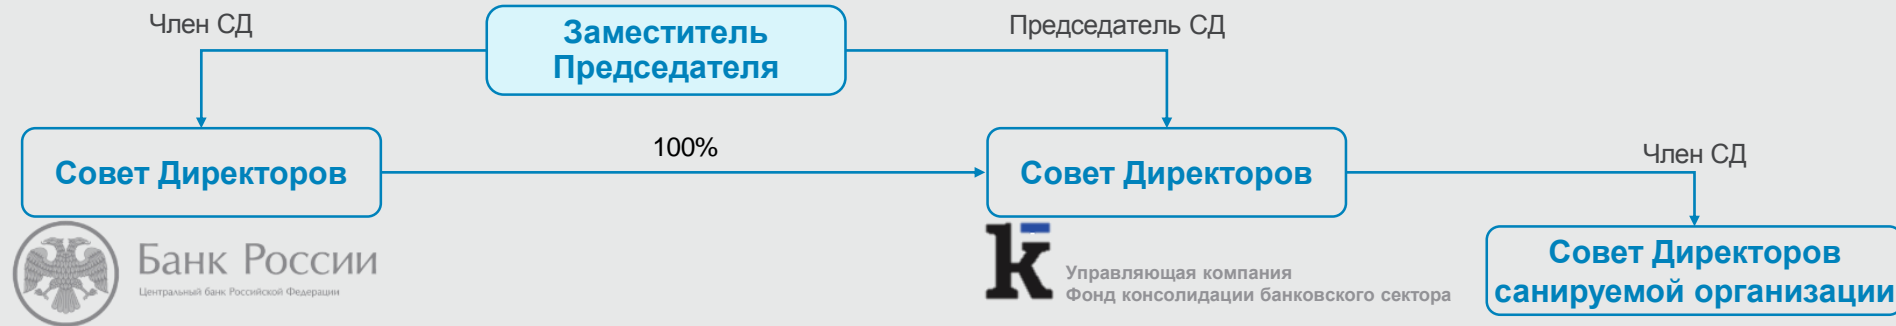 Член СД
Заместитель
Председателя
Председатель СД
Совет Директоров
100%
Совет Директоров
Член СД
Банк России
Центральный банк Российской Федерации
Управляющая компания
Фонд консолидации банковского сектора
Совет Директоров
санируемой организации